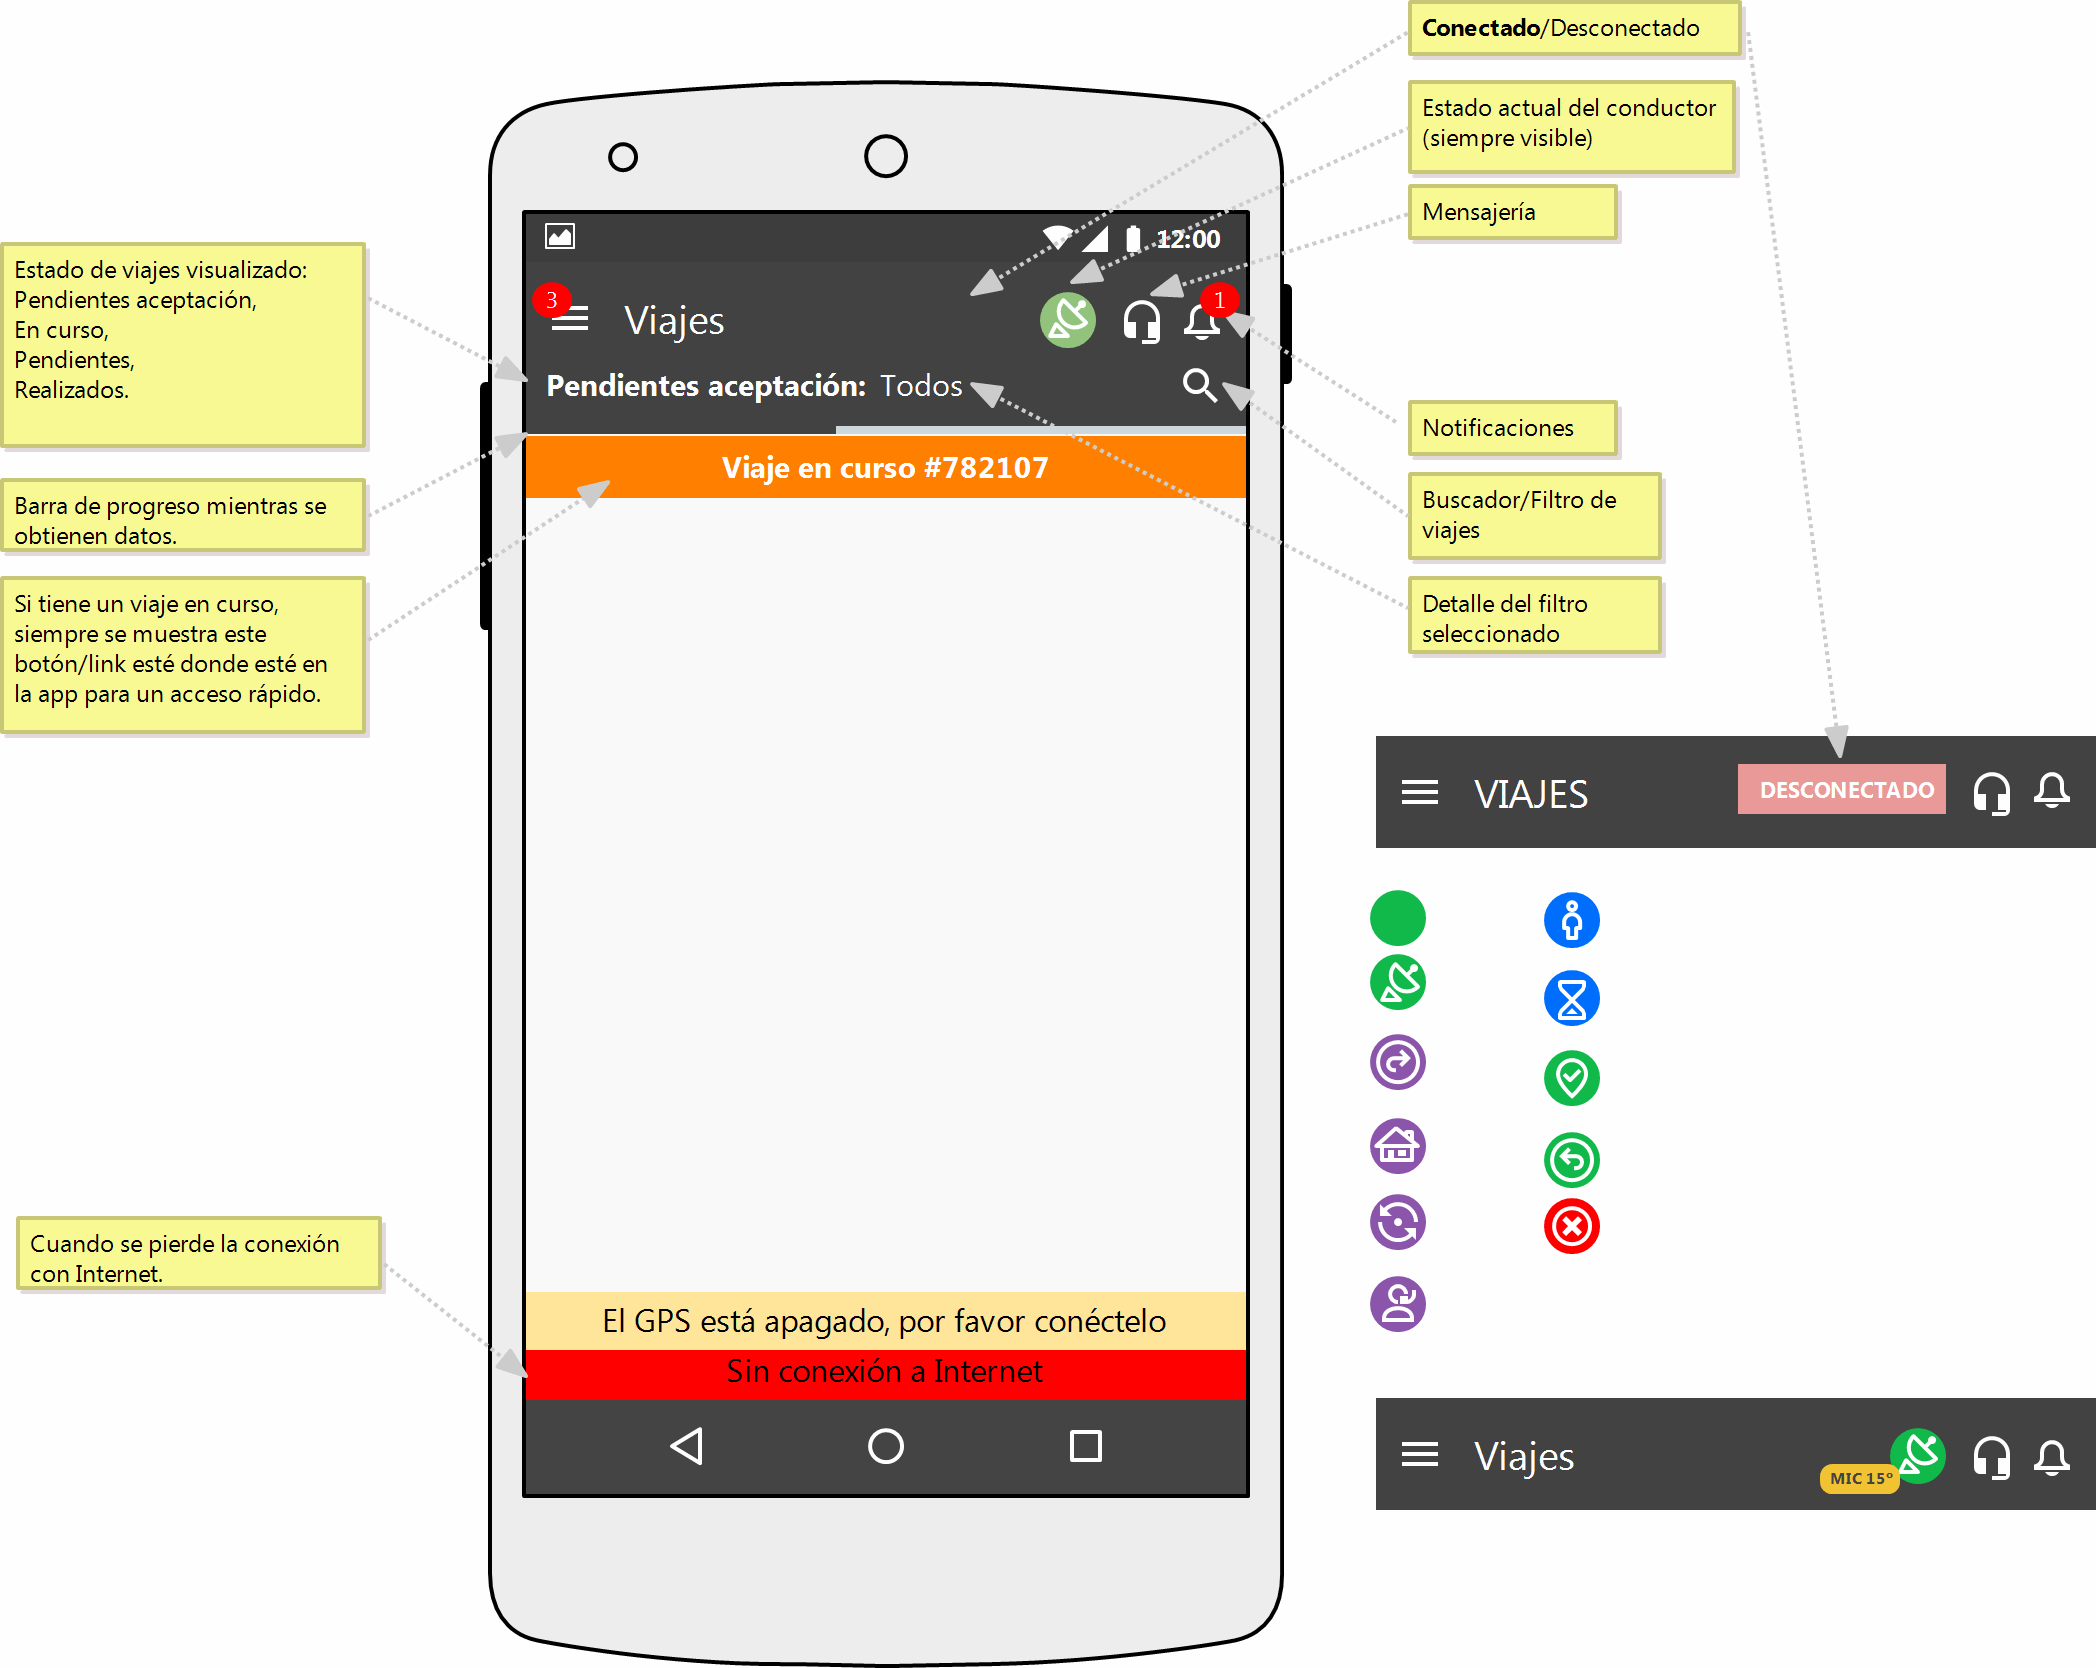 Conectado/Desconectado
Estado actual del conductor
(siempre visible)
Mensajería
12:00
Estado de viajes visualizado:
Pendientes aceptación,
En curso,
Pendientes,
Realizados.
3
Viajes
1
Pendientes aceptación: Todos
Notificaciones
Viaje en curso #782107
Barra de progreso mientras se
obtienen datos.
Buscador/Filtro de
viajes
Si tiene un viaje en curso,
siempre se muestra este
botón/link esté donde esté en
la app para un acceso rápido.
Detalle del filtro
seleccionado
VIAJES
DESCONECTADO
Cuando se pierde la conexión
con Internet.
El GPS está apagado, por favor conéctelo
Sin conexión a Internet
Viajes
MIC 15º